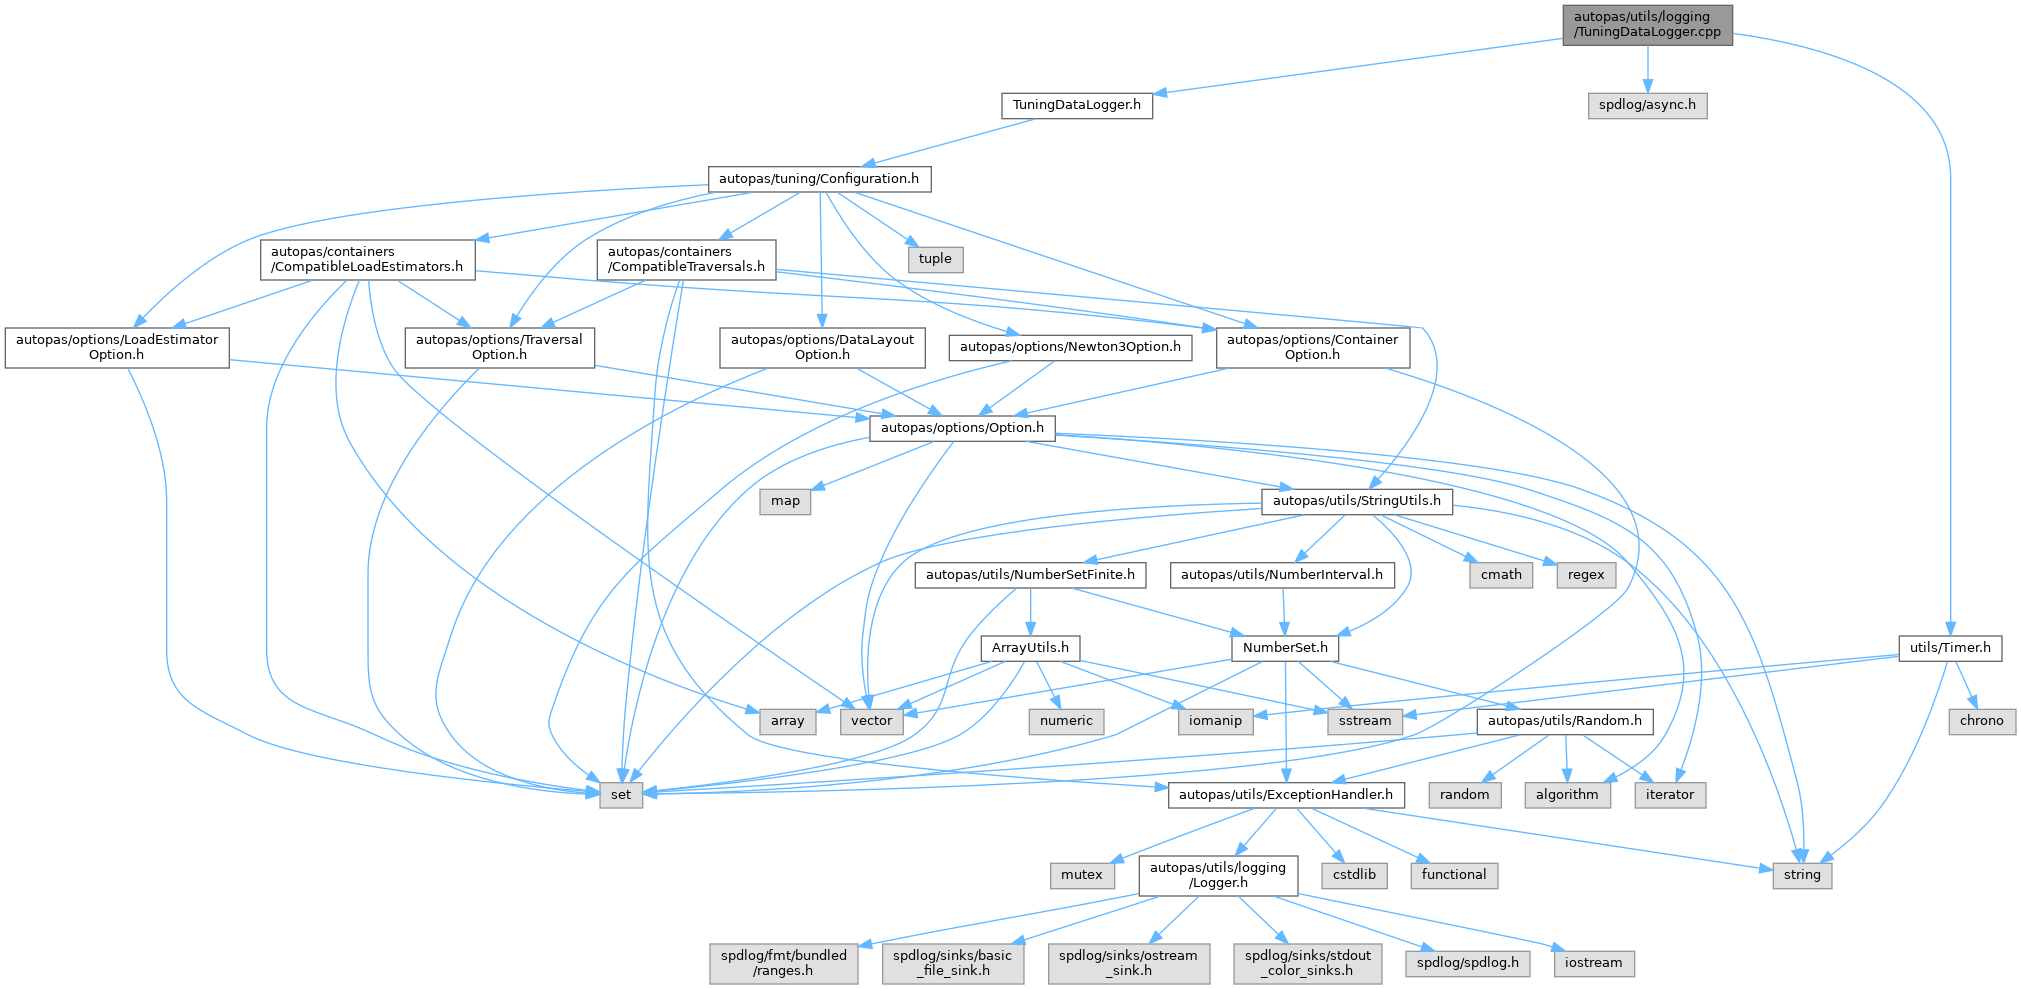 autopas/utils/logging
/TuningDataLogger.cpp
TuningDataLogger.h
spdlog/async.h
autopas/tuning/Configuration.h
autopas/containers
/CompatibleLoadEstimators.h
autopas/containers
/CompatibleTraversals.h
tuple
autopas/options/LoadEstimator
Option.h
autopas/options/Traversal
Option.h
autopas/options/DataLayout
Option.h
autopas/options/Newton3Option.h
autopas/options/Container
Option.h
autopas/options/Option.h
map
autopas/utils/StringUtils.h
autopas/utils/NumberSetFinite.h
autopas/utils/NumberInterval.h
cmath
regex
ArrayUtils.h
NumberSet.h
utils/Timer.h
array
vector
numeric
iomanip
sstream
autopas/utils/Random.h
chrono
set
autopas/utils/ExceptionHandler.h
random
algorithm
iterator
mutex
autopas/utils/logging
/Logger.h
cstdlib
functional
string
spdlog/fmt/bundled
/ranges.h
spdlog/sinks/basic
_file_sink.h
spdlog/sinks/ostream
_sink.h
spdlog/sinks/stdout
_color_sinks.h
spdlog/spdlog.h
iostream